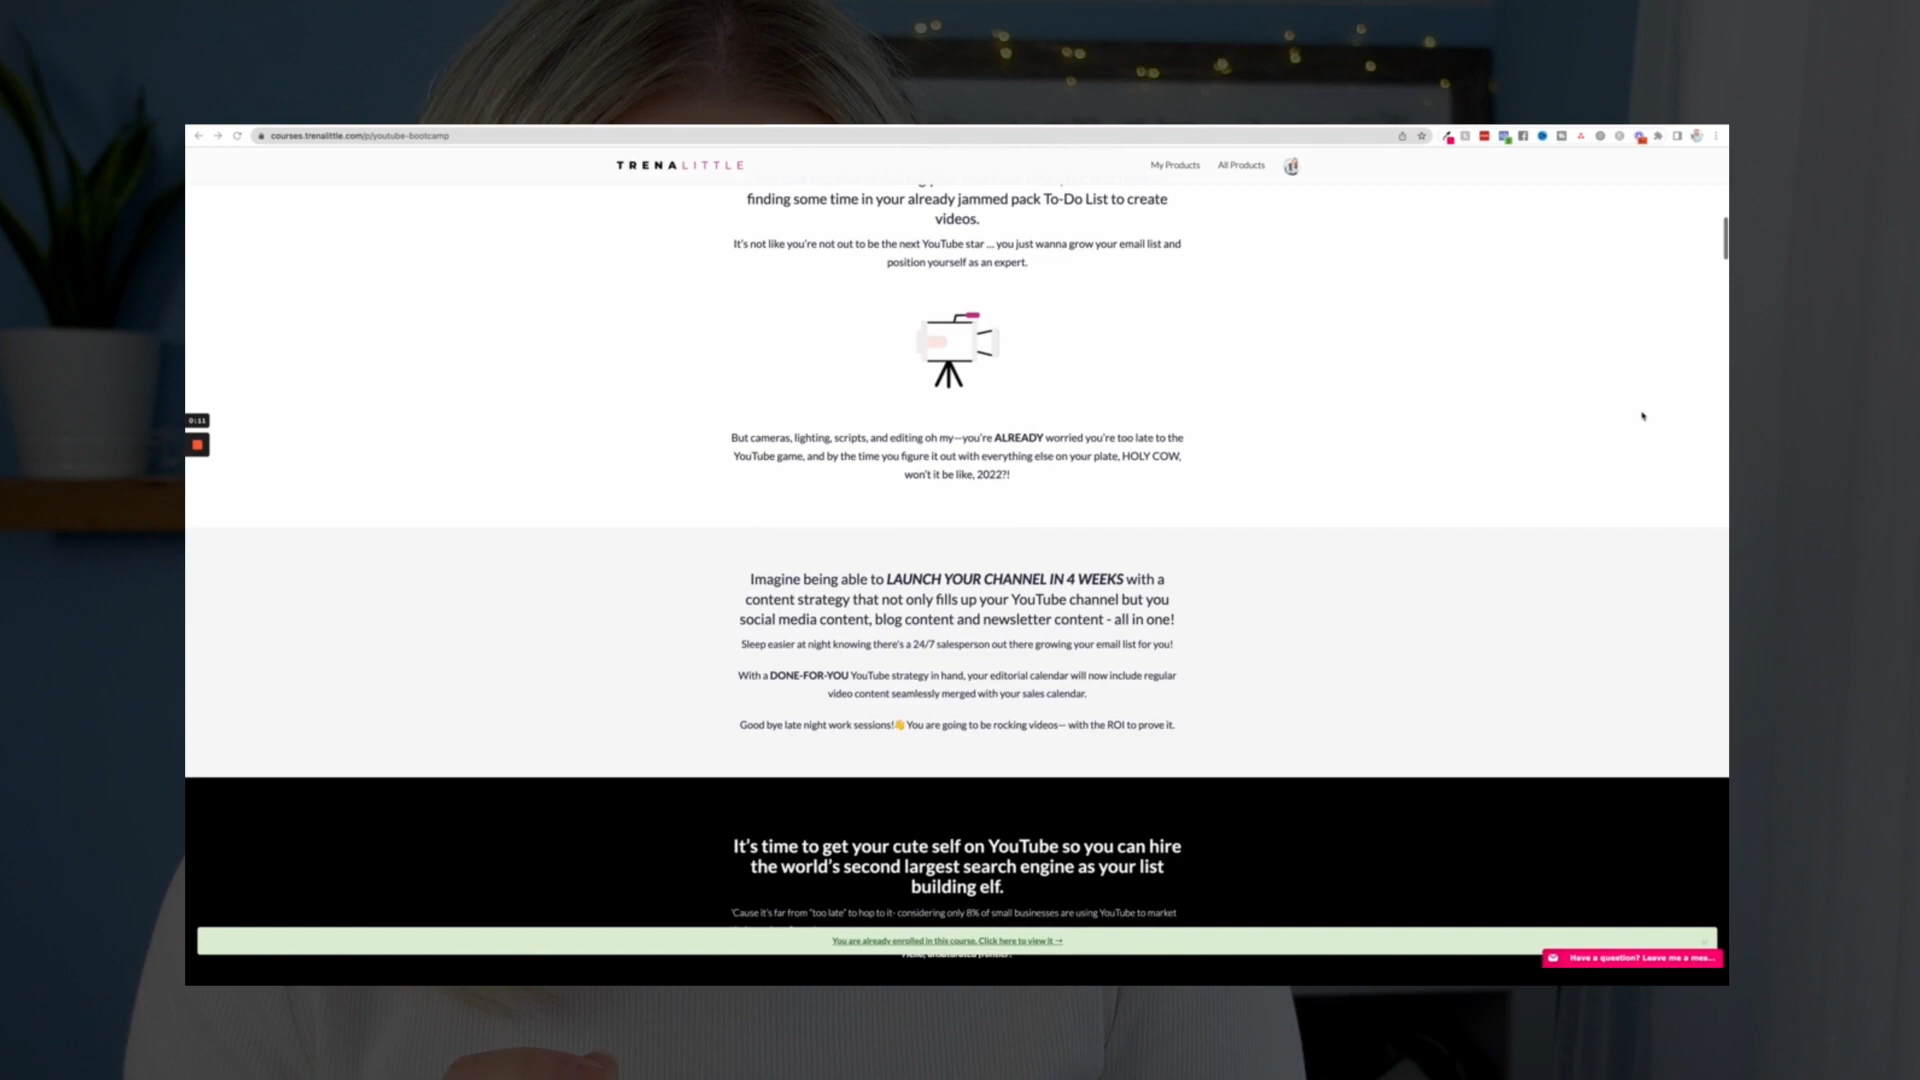 courses.trenalittle.com/p/youtube-bootcamp
TRENALITTLE
My Products
All Products
finding some time in your already jammed pack To-Do List to create
videos.
It's not like you're not out to be the next YouTube star ... you just wanna grow your email list and
position yourself as an expert.
0:11
But cameras, lighting, scripts, and editing oh my—you're ALREADY worried you're too late to the
YouTube game, and by the time you figure it out with everything else on your plate, HOLY COW,
won't it be like, 2022?!
Imagine being able to LAUNCH YOUR CHANNEL IN 4 WEEKS with a
content strategy that not only fills up your YouTube channel but you
social media content, blog content and newsletter content - all in one!
Sleep easier at night knowing there's a 24/7 salesperson out there growing your email list for you!
With a DONE-FOR-YOU YouTube strategy in hand, your editorial calendar will now include regular
video content seamlessly merged with your sales calendar.
Good bye late night work sessions!👋 You are going to be rocking videos— with the ROI to prove it.
It's time to get your cute self on YouTube so you can hire
the world's second largest search engine as your list
building elf.
'Cause it's far from "too late" to hop to it- considering only 8% of small businesses are using YouTube to market
You are already enrolled in this course. Click here to view it →
Have a question? Leave me a mes...